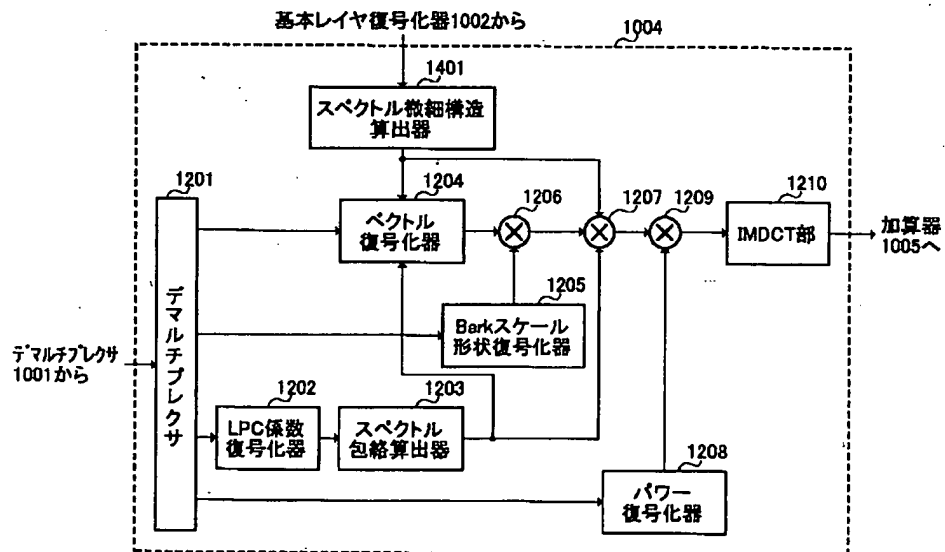 基本レイヤ復号化器1002から
1004
1401
スペクトル微細構造
算出器
1201
1204
1206
1207
1209
1210
ベクトル
復号化器
IMDCT部
加算器
1005へ
1205
Barkスケール
形状復号化器
デマルチプレクサ
デマルチプレクサ
1001から
1202
1203
LPC係数
復号化器
スペクトル
包絡算出器
1208
パワー
復号化器